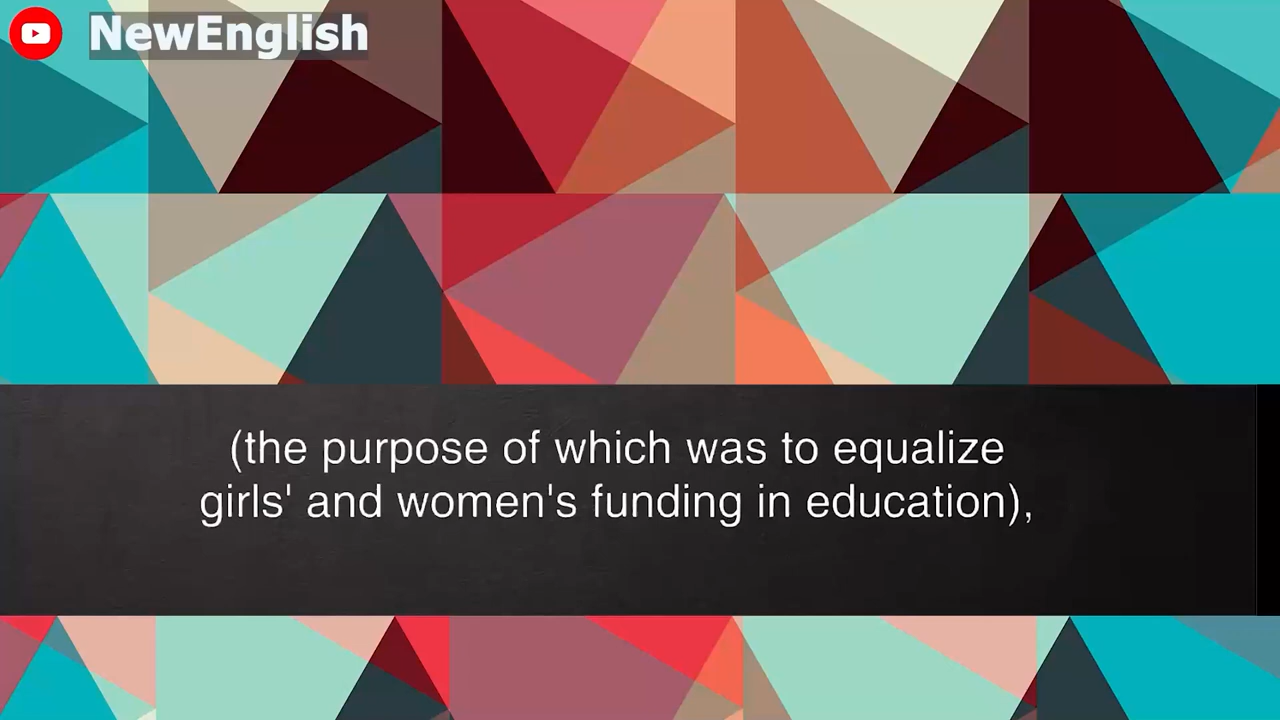 NewEnglish
(the purpose of which was to equalize
girls' and women's funding in education),